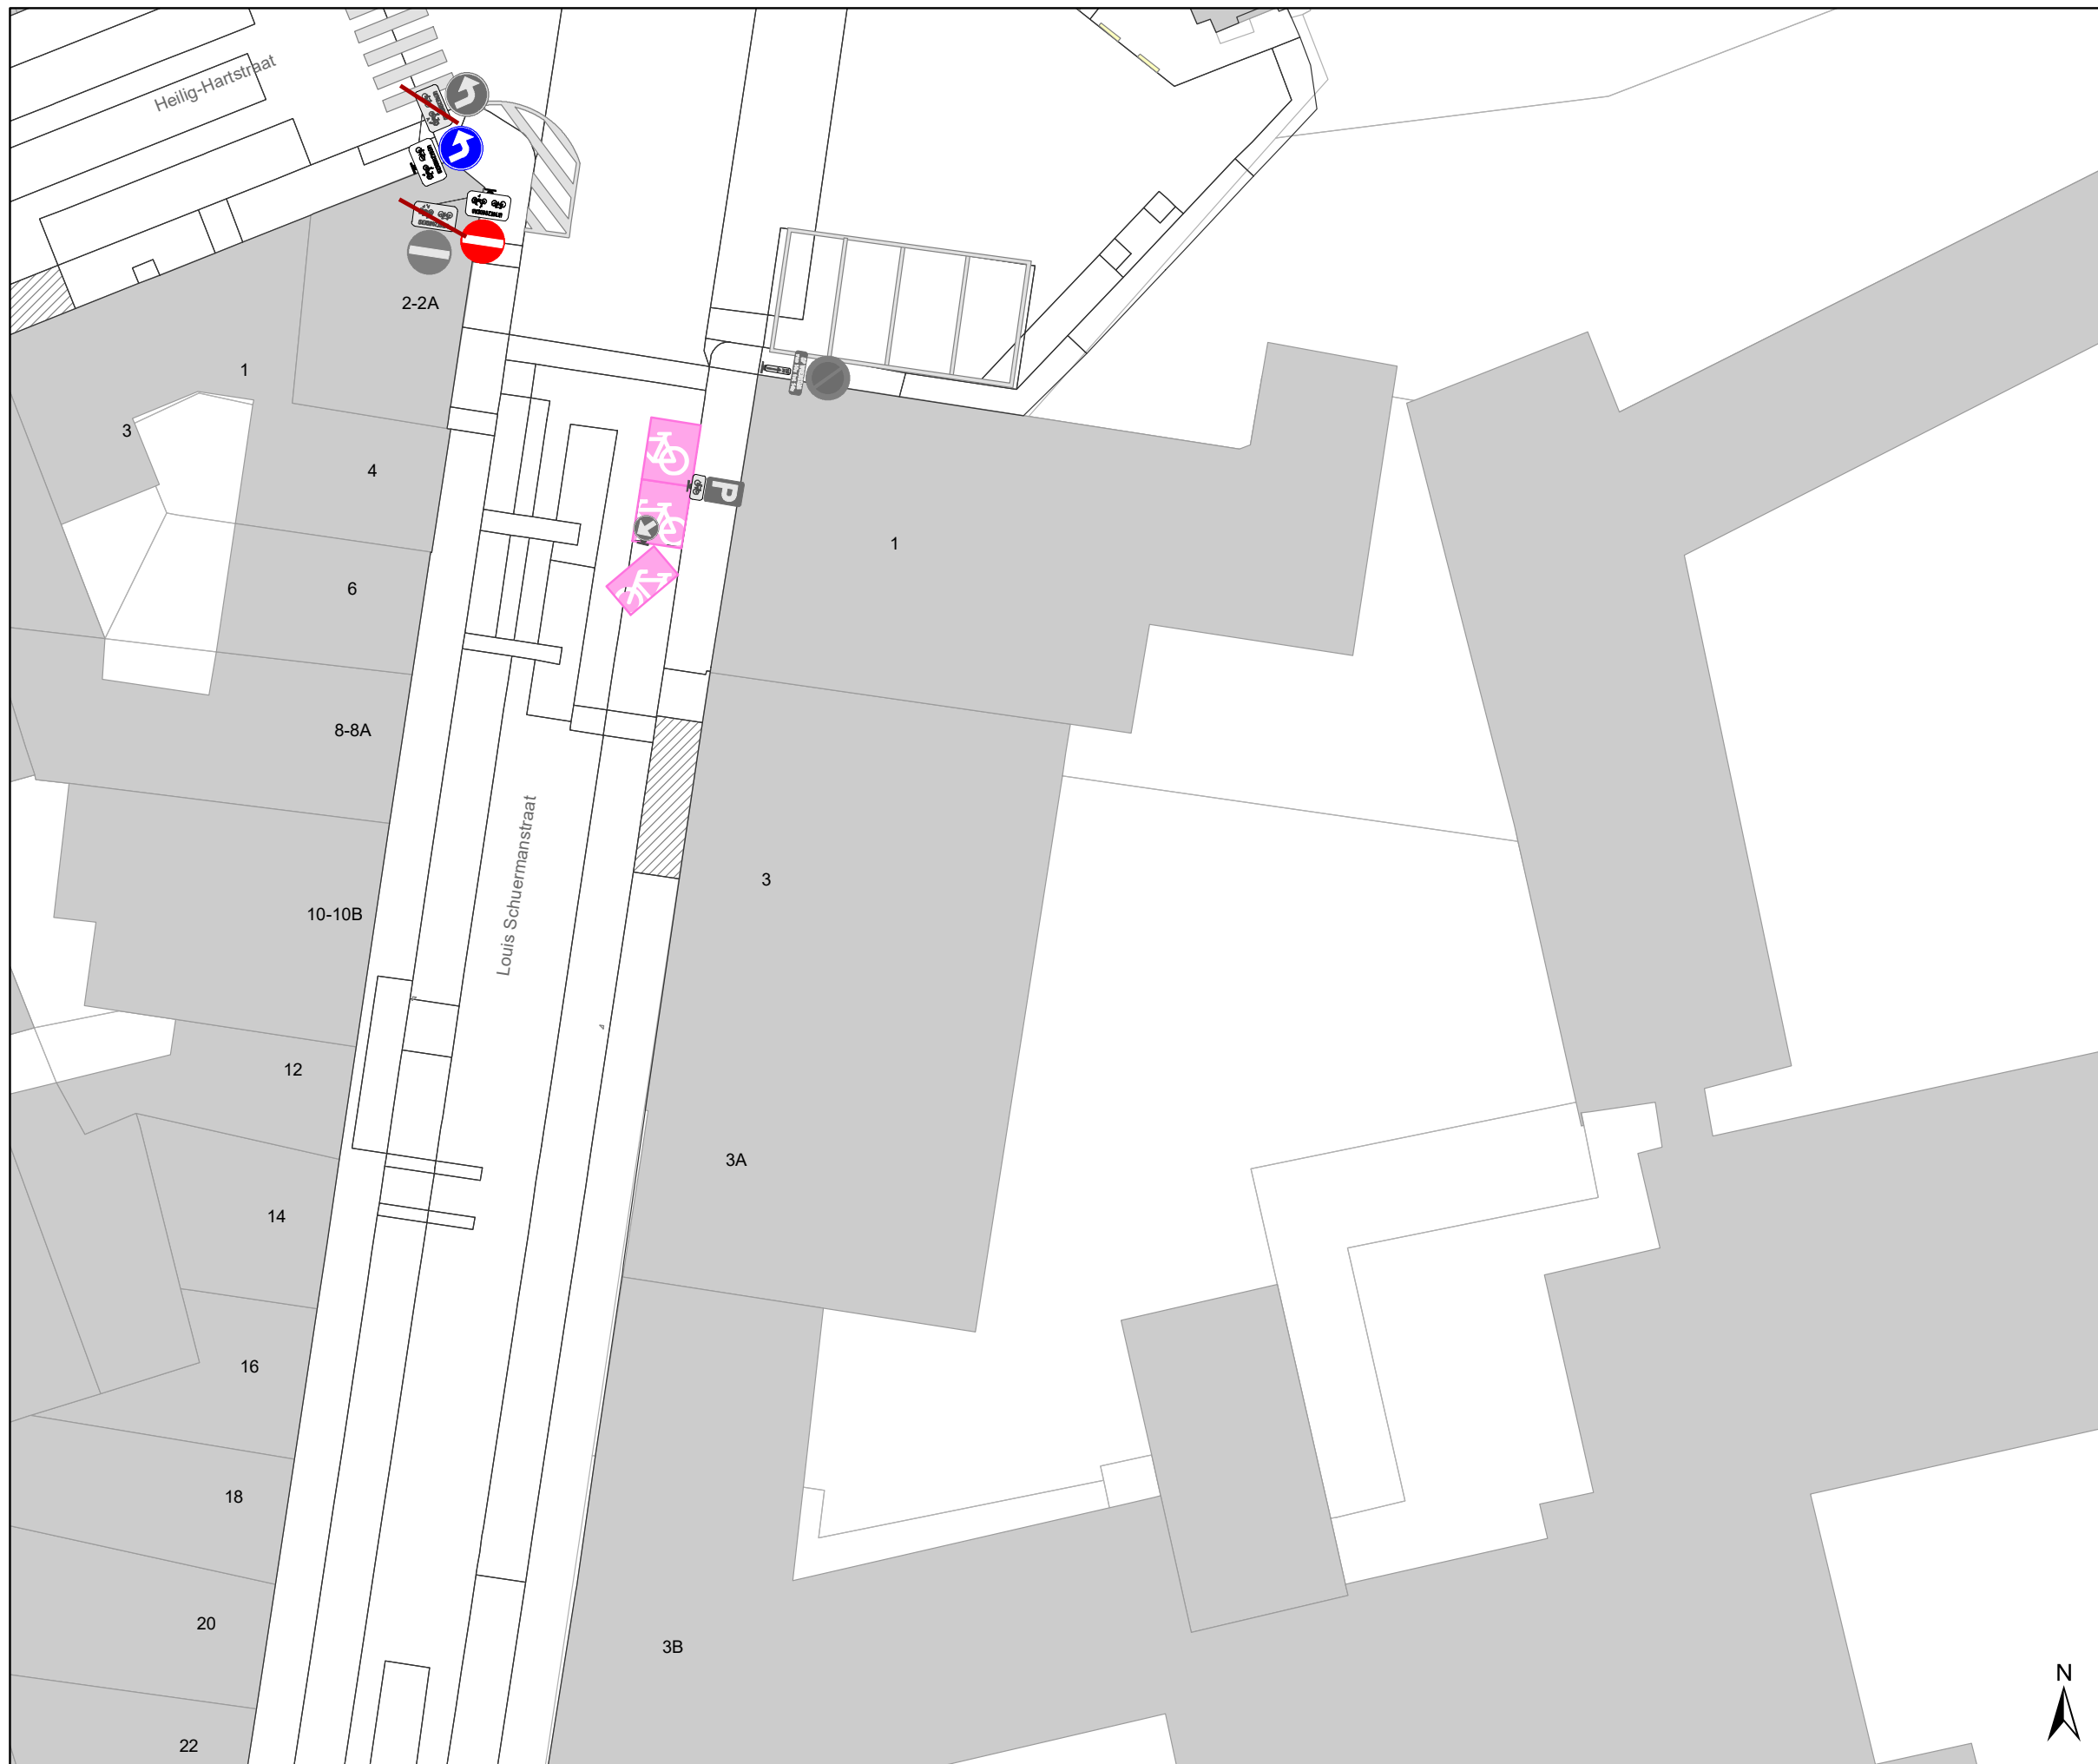 Heilig-Hartstraat
2-2A
1
3
4
P
1
6
8-8A
Louis Schuermanstraat
3
10-10B
12
3A
14
16
18
20
3B
N
22